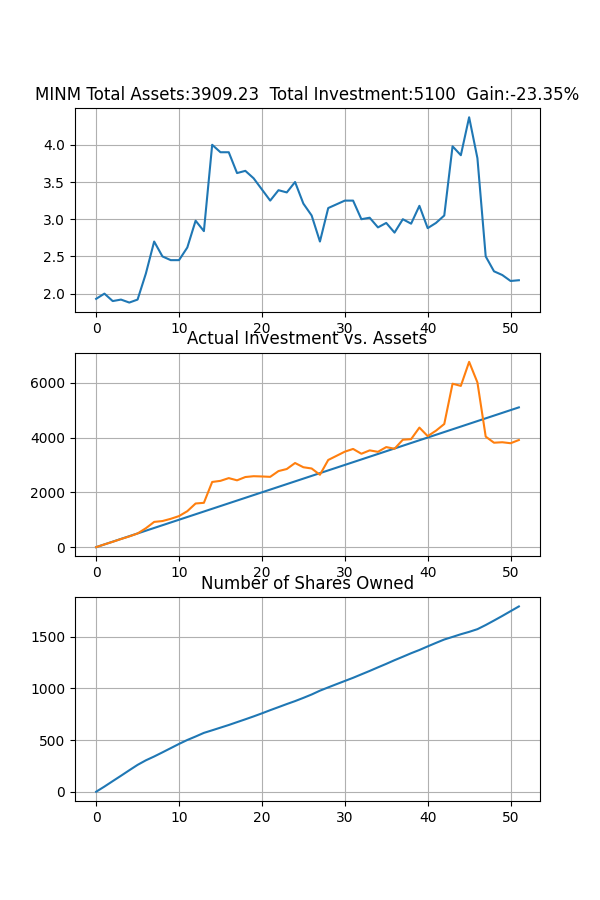 MINM Total Assets:3909.23  Total Investment:5100  Gain:-23.35%
4.0
3.5
3.0
2.5
2.0
0 10 20 30 40 50
Actual Investment vs. Assets
6000
4000
2000
0
0 10 20 30 40 50
Number of Shares Owned
1500
1000
500
0
0 10 20 30 40 50